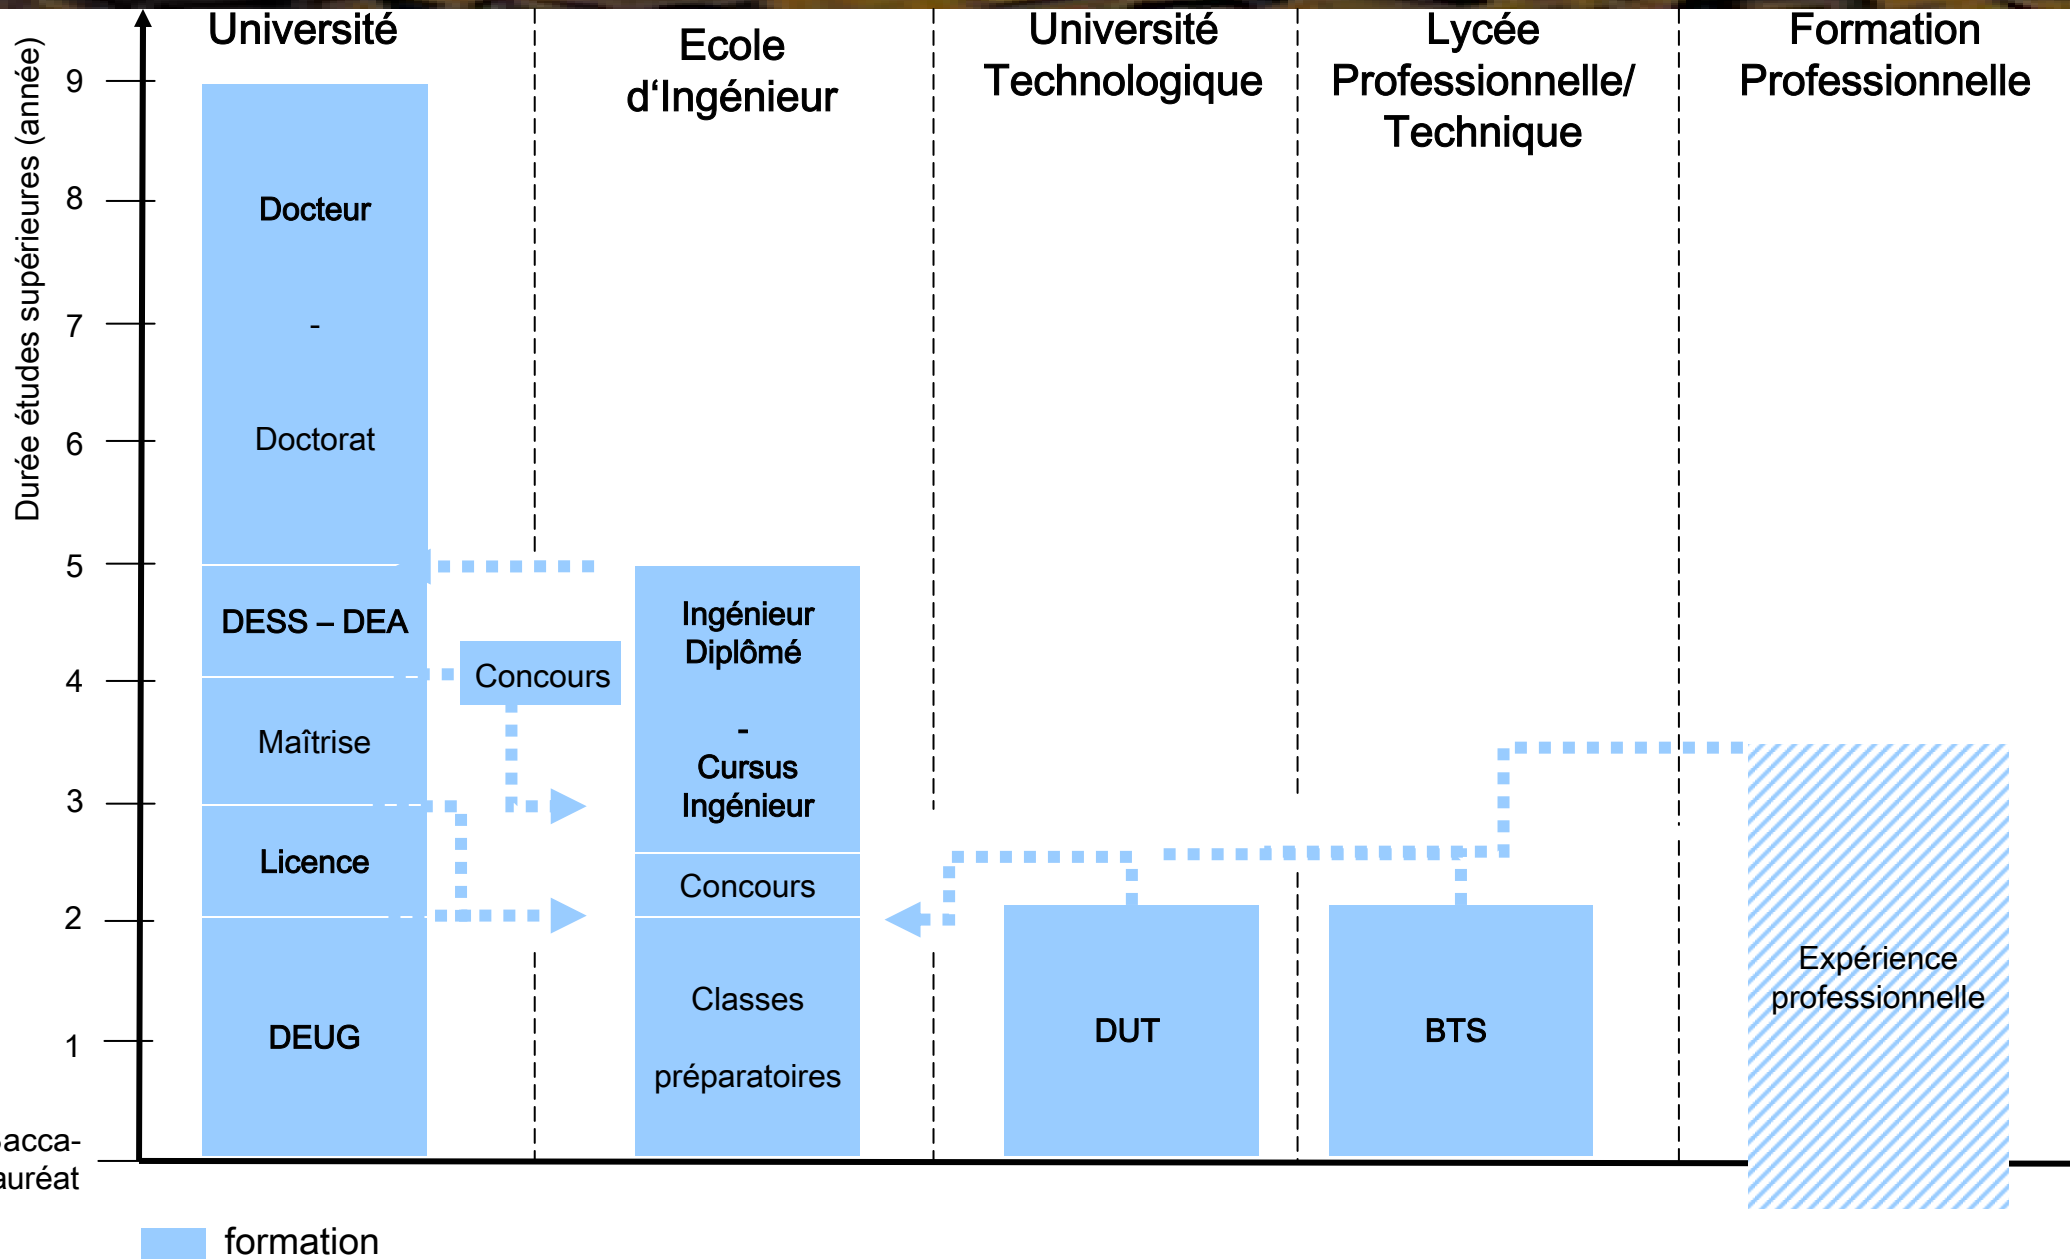 Université
Ecole
d‘Ingénieur
Université
Technologique
Lycée
Professionnelle/
Technique
Formation
Professionnelle
Durée études supérieures (année)
9
8
7
6
5
4
3
2
1
Docteur
-
Doctorat
DESS – DEA
Maîtrise
Licence
DEUG
Concours
Ingénieur
Diplômé
-
Cursus
Ingénieur
Concours
Classes
préparatoires
DUT
BTS
Expérience
professionnelle
acca-
auréat
formation